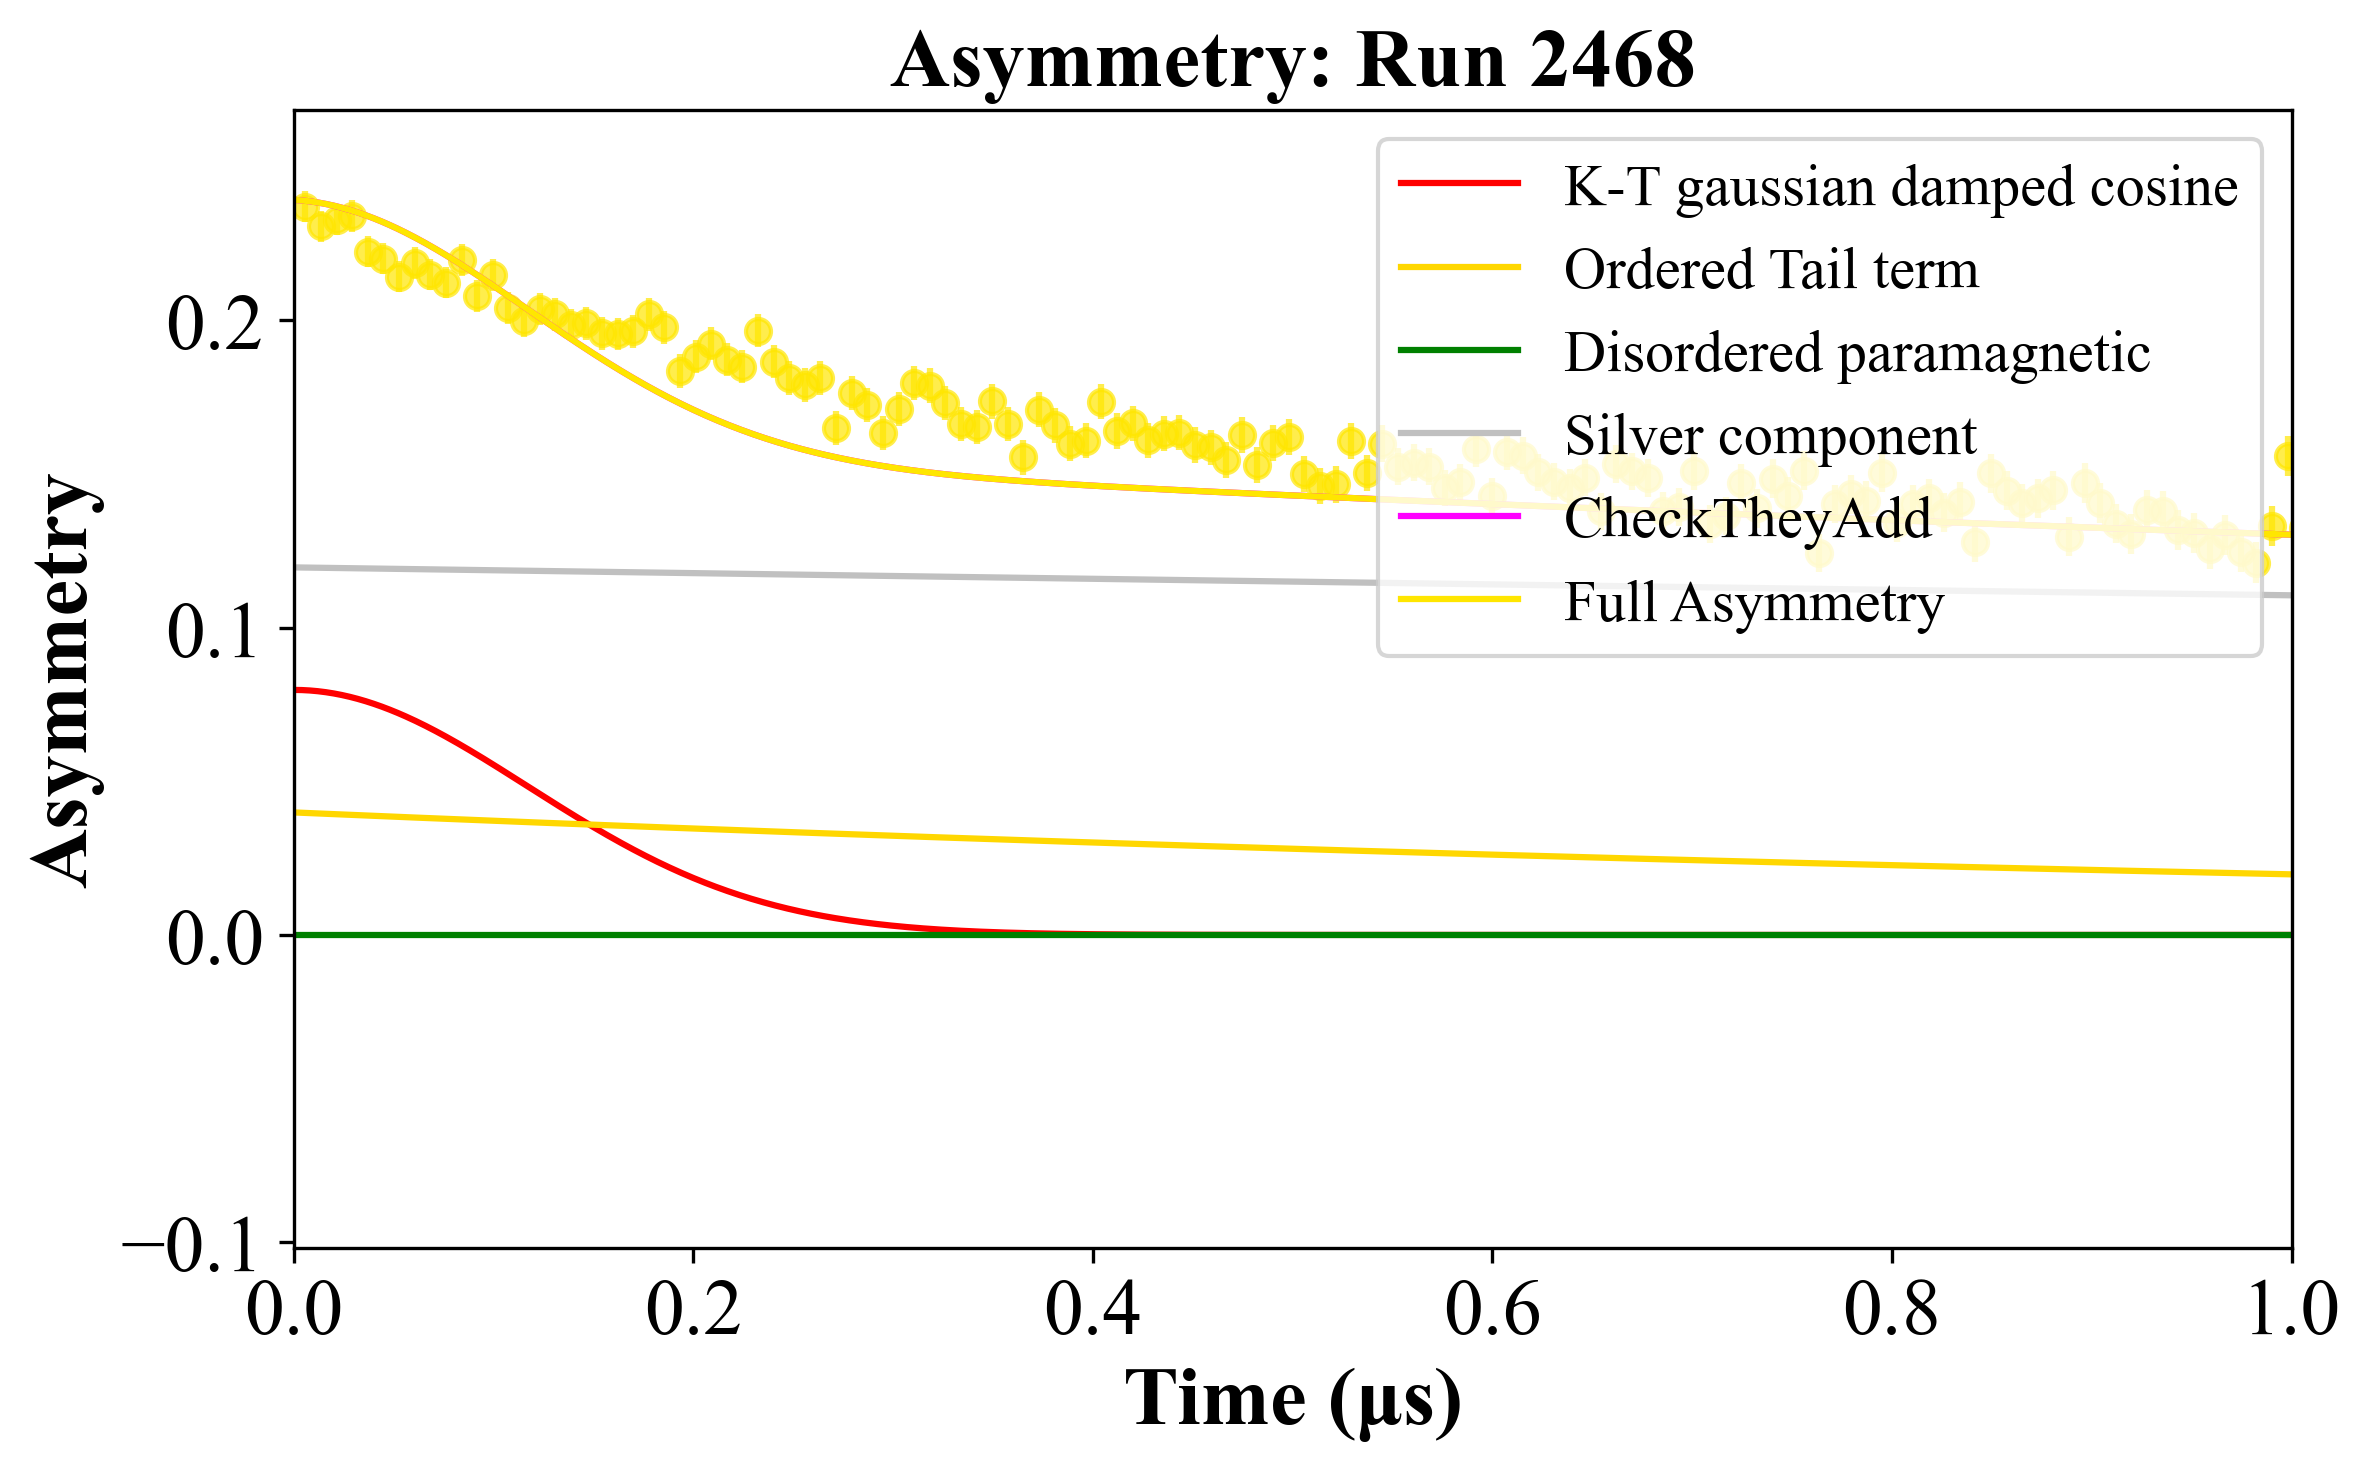 Asymmetry: Run 2468
K-T gaussian damped cosine
Ordered Tail term
Disordered paramagnetic
Silver component
CheckTheyAdd
Full Asymmetry
Asymmetry
0.2
0.1
0.0
−0.1
0.0 0.2 0.4 0.6 0.8 1.0
Time (μs)